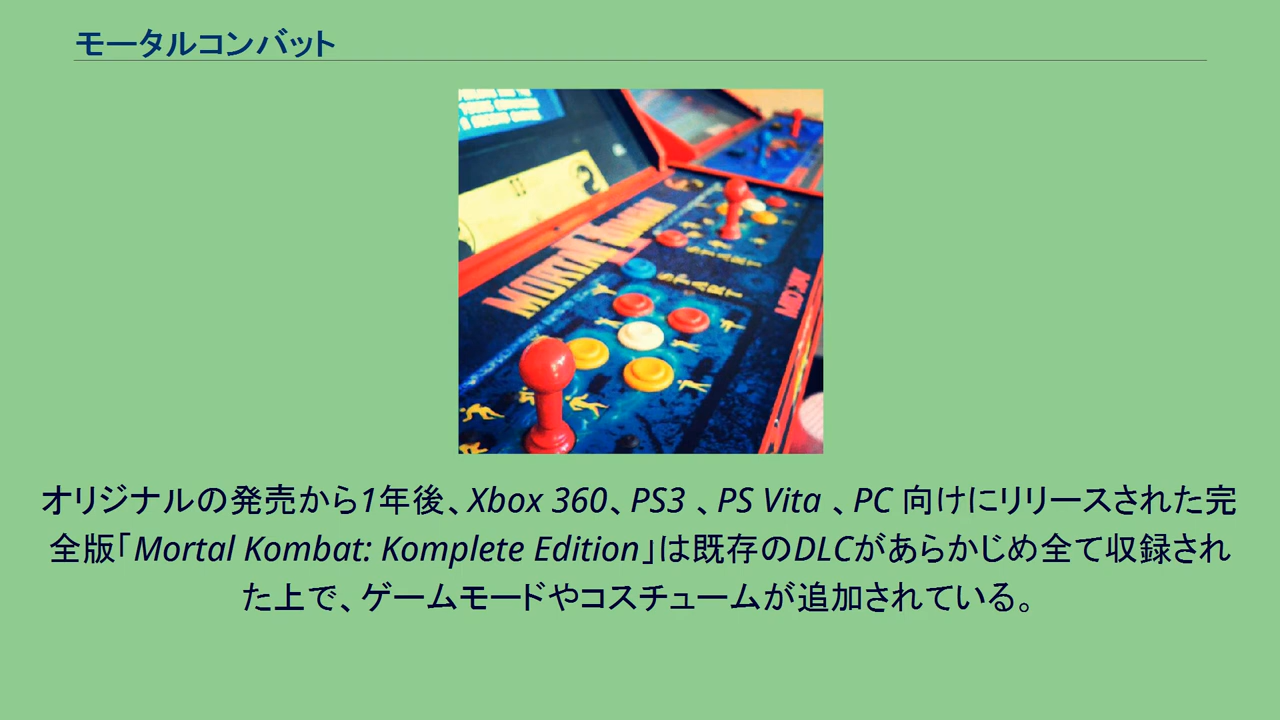 モータルコンバット
MORTAL KOMBAT
START
START
オリジナルの発売から1年後、Xbox 360、PS3 、PS Vita 、PC 向けにリリースされた完
全版「Mortal Kombat: Komplete Edition」は既存のDLCがあらかじめ全て収録され
た上で、ゲームモードやコスチュームが追加されている。